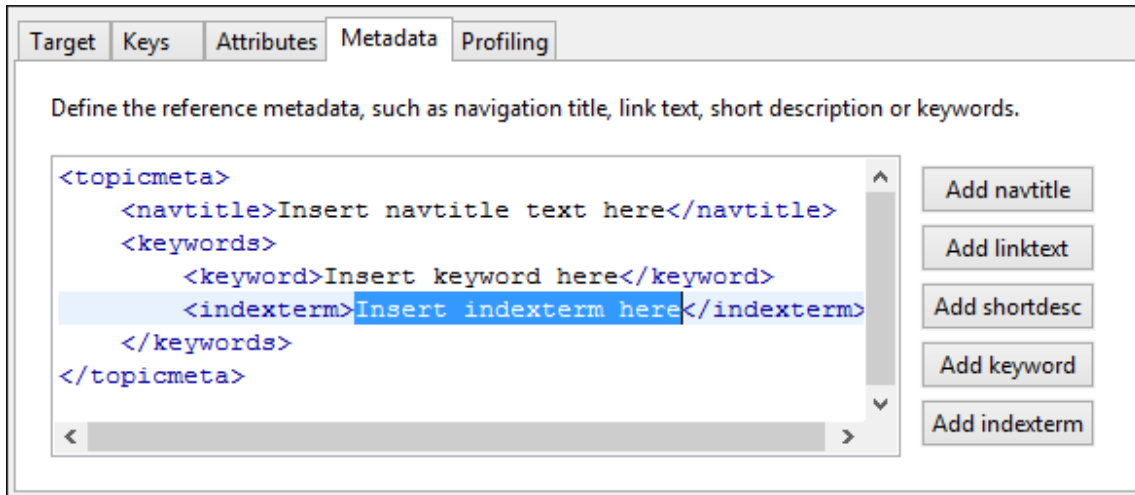 Target Keys Attributes Metadata Profiling
Define the reference metadata, such as navigation title, link text, short description or keywords.
<topicmeta>
<navtitle>Insert navtitle text here</navtitle>
<keywords>
<keyword>Insert keyword here</keyword>
<indexterm>Insert indexterm here</indexterm>
</keywords>
</topicmeta>
Add navtitle
Add linktext
Add shortdesc
Add keyword
Add indexterm